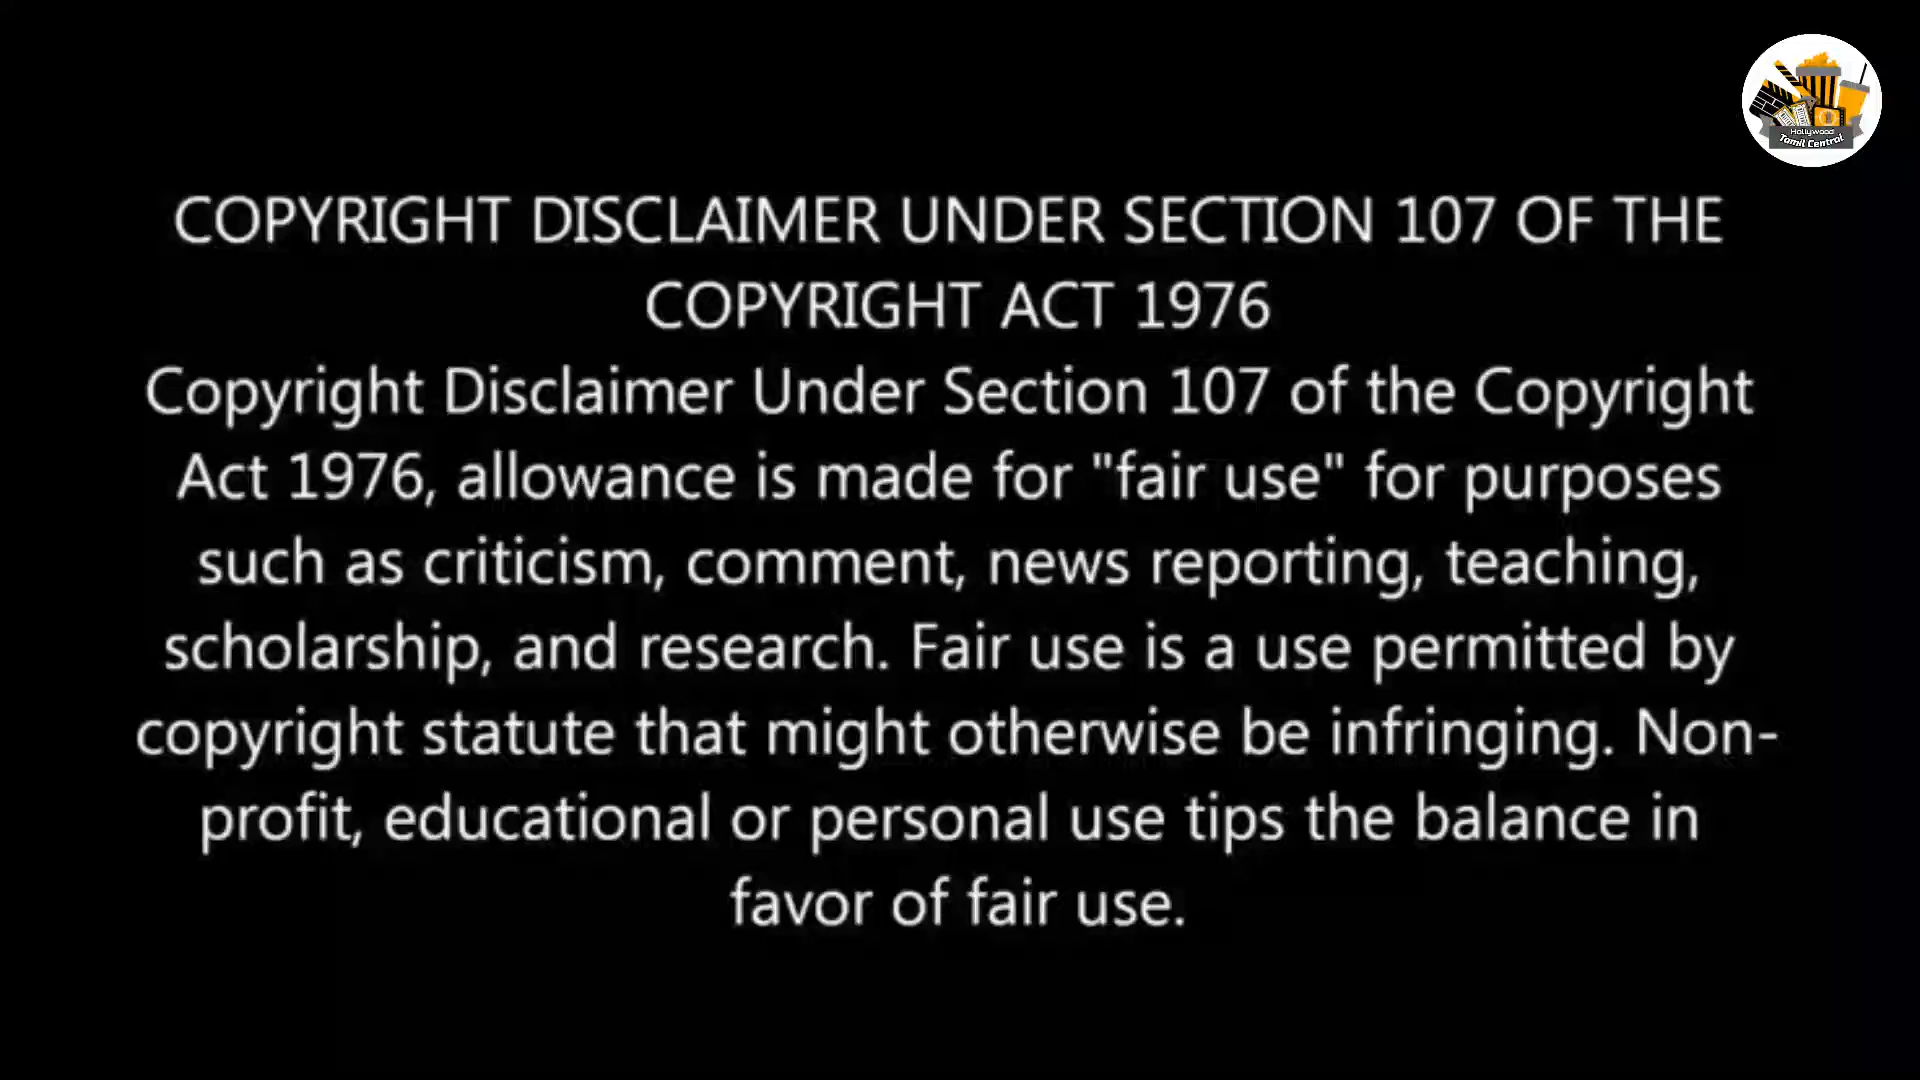 Hollywood
Tamil Central
COPYRIGHT DISCLAIMER UNDER SECTION 107 OF THE
COPYRIGHT ACT 1976
Copyright Disclaimer Under Section 107 of the Copyright
Act 1976, allowance is made for "fair use" for purposes
such as criticism, comment, news reporting, teaching,
scholarship, and research. Fair use is a use permitted by
copyright statute that might otherwise be infringing. Non-
profit, educational or personal use tips the balance in
favor of fair use.